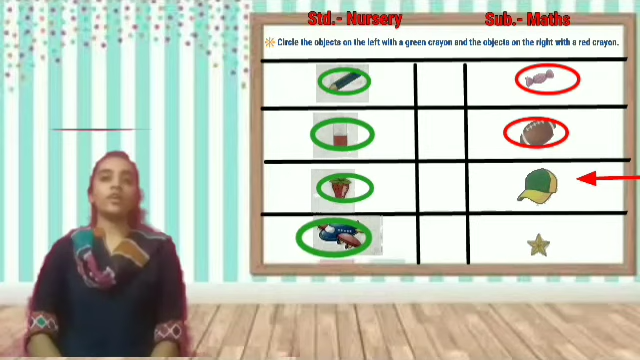 Std.- Nursery Sub.- Maths
Circle the objects on the left with a green crayon and the objects on the right with a red crayon.